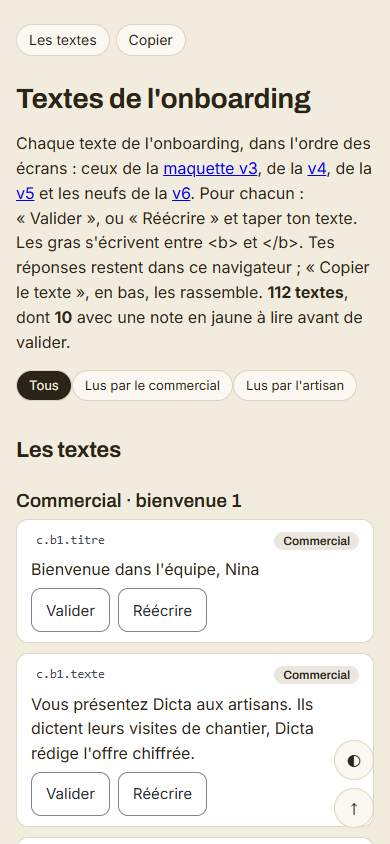 Les textes
Copier
Textes de l'onboarding
Chaque texte de l'onboarding, dans l'ordre des
écrans : ceux de la maquette v3, de la v4, de la
v5 et les neufs de la v6. Pour chacun :
« Valider », ou « Réécrire » et taper ton texte.
Les gras s'écrivent entre <b> et </b>. Tes
réponses restent dans ce navigateur ; « Copier
le texte », en bas, les rassemble. 112 textes,
dont 10 avec une note en jaune à lire avant de
valider.
Tous
Lus par le commercial
Lus par l'artisan
Les textes
Commercial · bienvenue 1
c.b1.titre
Commercial
Bienvenue dans l'équipe, Nina
Valider
Réécrire
c.b1.texte
Commercial
Vous présentez Dicta aux artisans. Ils
dictent leurs visites de chantier, Dicta
rédige l'offre chiffrée.
Valider
Réécrire